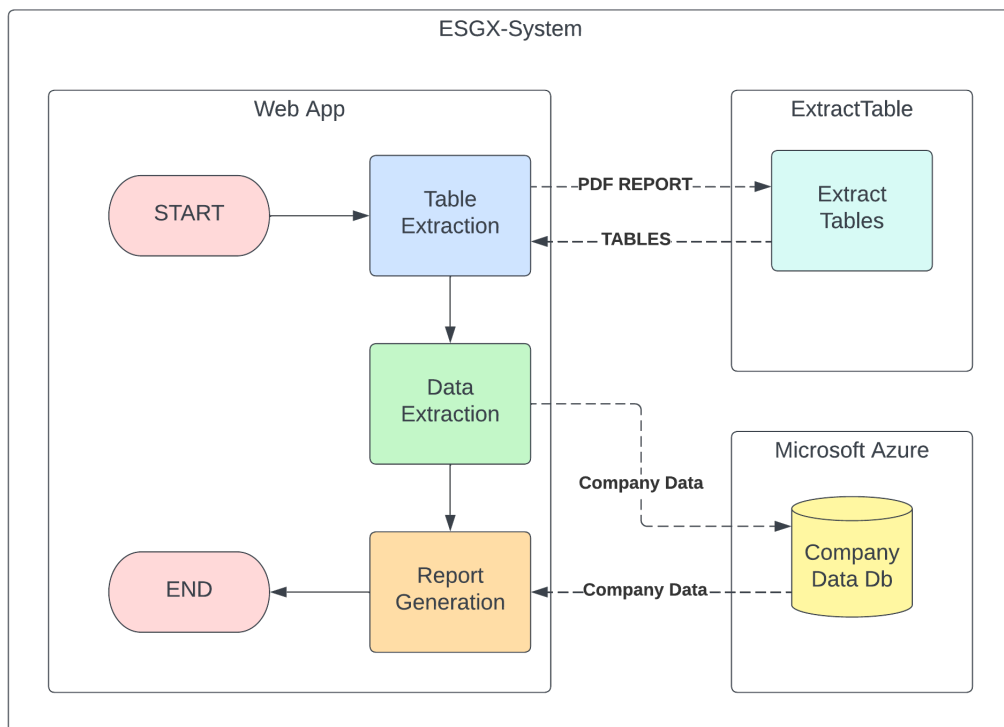 ESGX-System
Web App
ExtractTable
START
Table
Extraction
PDF REPORT
TABLES
Extract
Tables
Data
Extraction
Company Data
Microsoft Azure
Company
Data Db
Company Data
Report
Generation
END